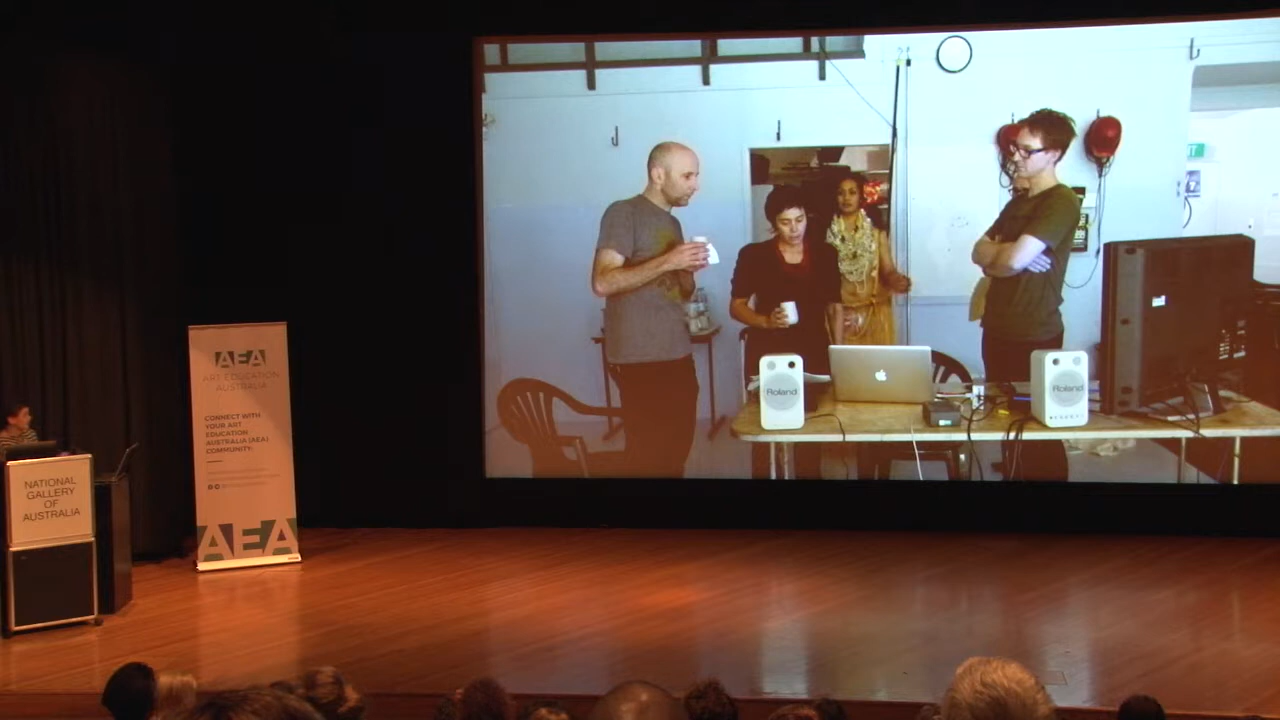 AEA
ART EDUCATION
AUSTRALIA
CONNECT WITH
YOUR ART
EDUCATION
AUSTRALIA (AEA)
COMMUNITY:
AEA
NATIONAL
GALLERY
OF
AUSTRALIA
Roland
Roland